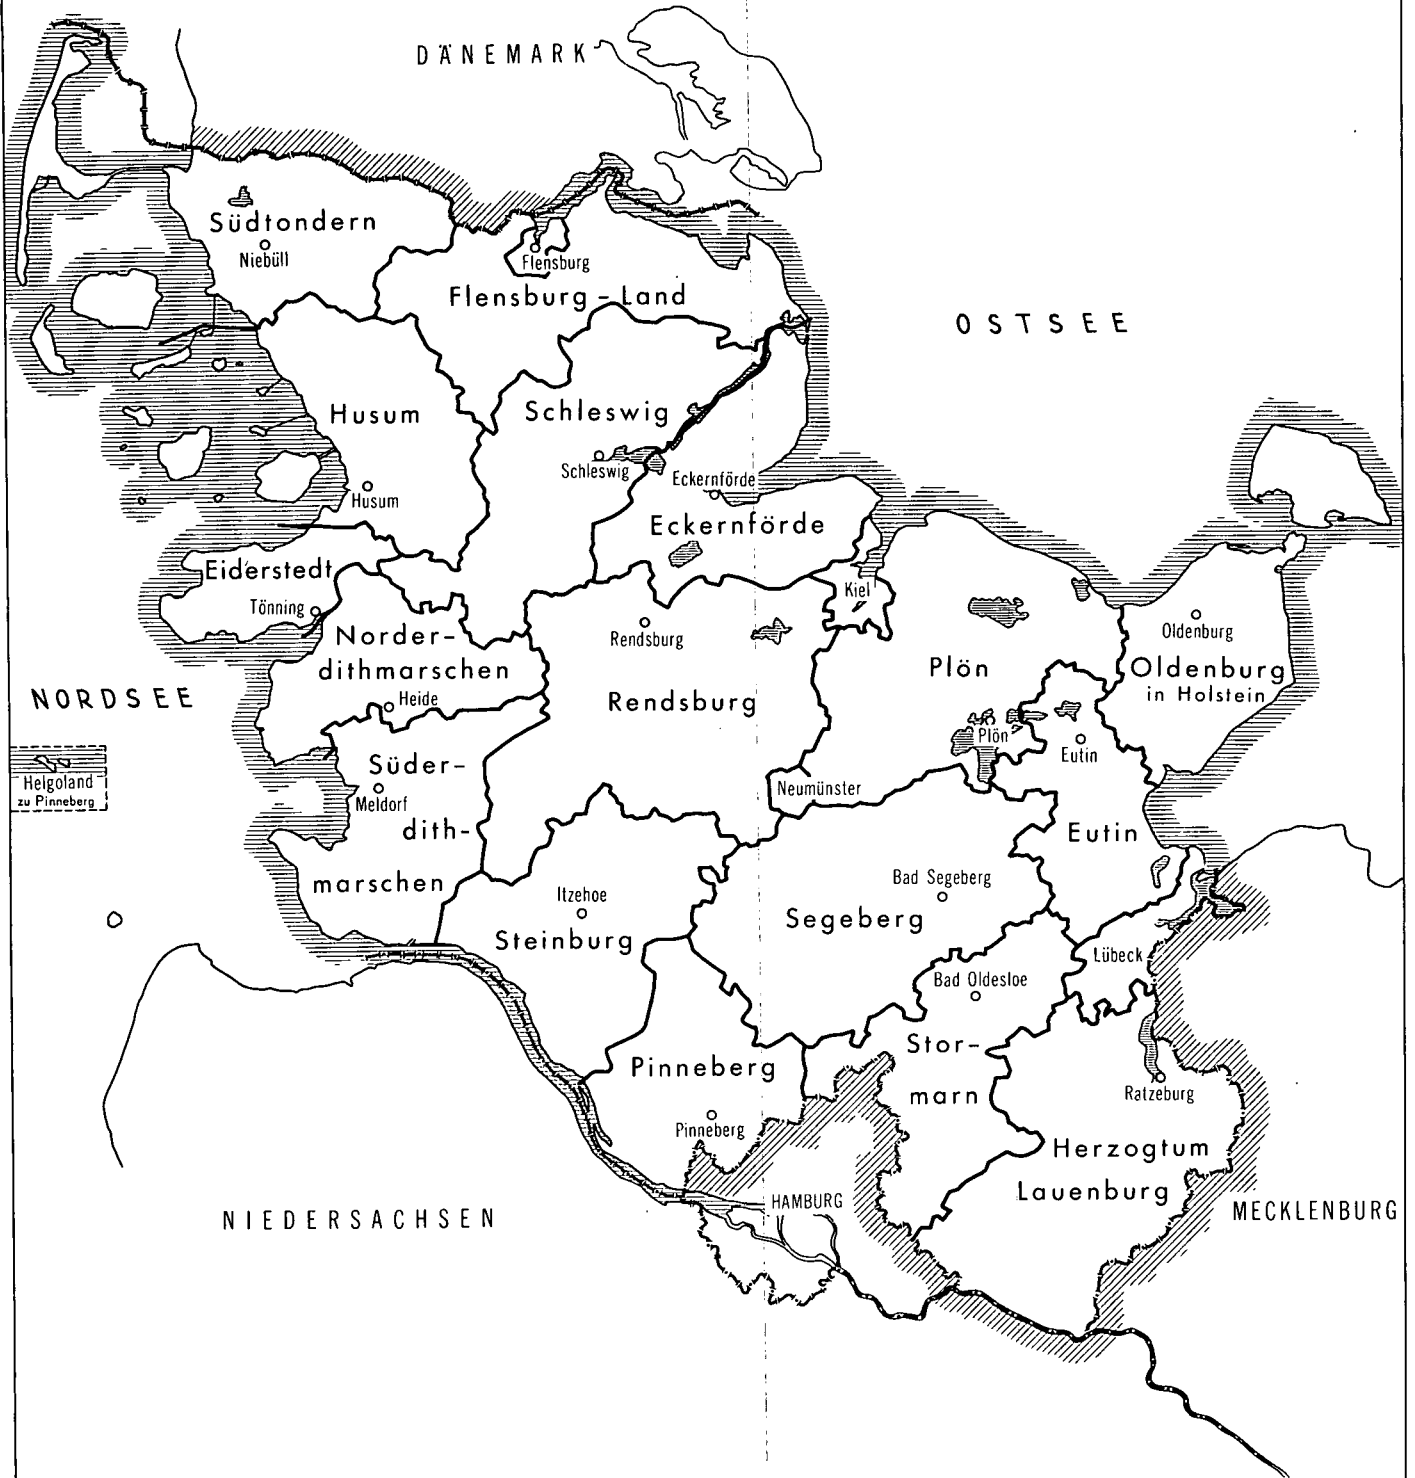 DÄNEMARK
Südtondern
Niebüll
Flensburg
Flensburg - Land
OSTSEE
Husum
Schleswig
Schleswig
Husum
Eckernförde
Eckernförde
Eiderstedt
Tönning
Kiel
Norder-
dithmarschen
Rendsburg
Oldenburg
Oldenburg
in Holstein
Plön
NORDSEE
Heide
Rendsburg
Plön
Eutin
Helgoland
zu Pinneberg
Süder-
Meldorf
dith-
marschen
Neumünster
Eutin
Itzehoe
Steinburg
Bad Segeberg
Segeberg
Lübeck
Bad Oldesloe
Stor-
marn
Pinneberg
Pinneberg
Ratzeburg
Herzogtum
Lauenburg
HAMBURG
NIEDERSACHSEN
MECKLENBURG